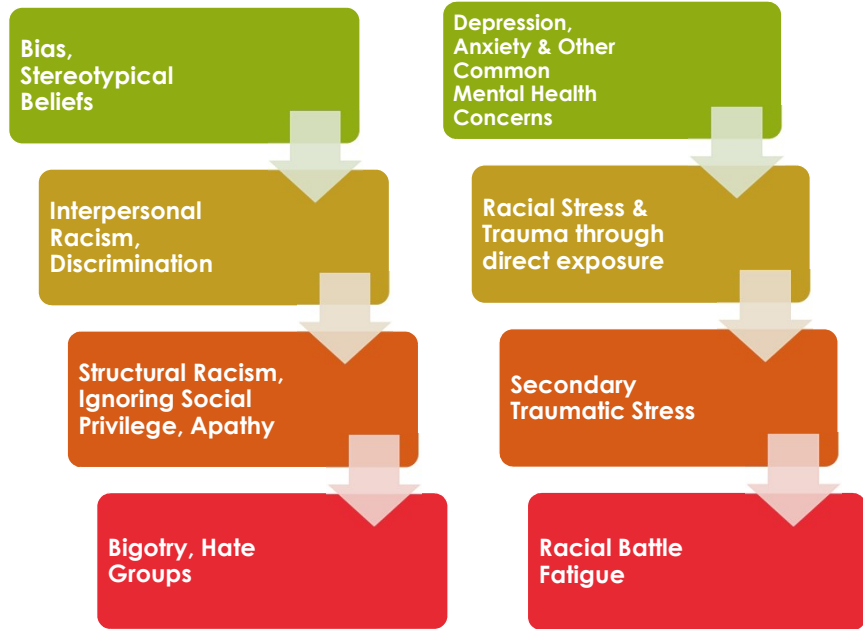 Bias,
Stereotypical
Beliefs
Interpersonal
Racism,
Discrimination
Structural Racism,
Ignoring Social
Privilege, Apathy
Bigotry, Hate
Groups
Depression,
Anxiety & Other
Common
Mental Health
Concerns
Racial Stress &
Trauma through
direct exposure
Secondary
Traumatic Stress
Racial Battle
Fatigue